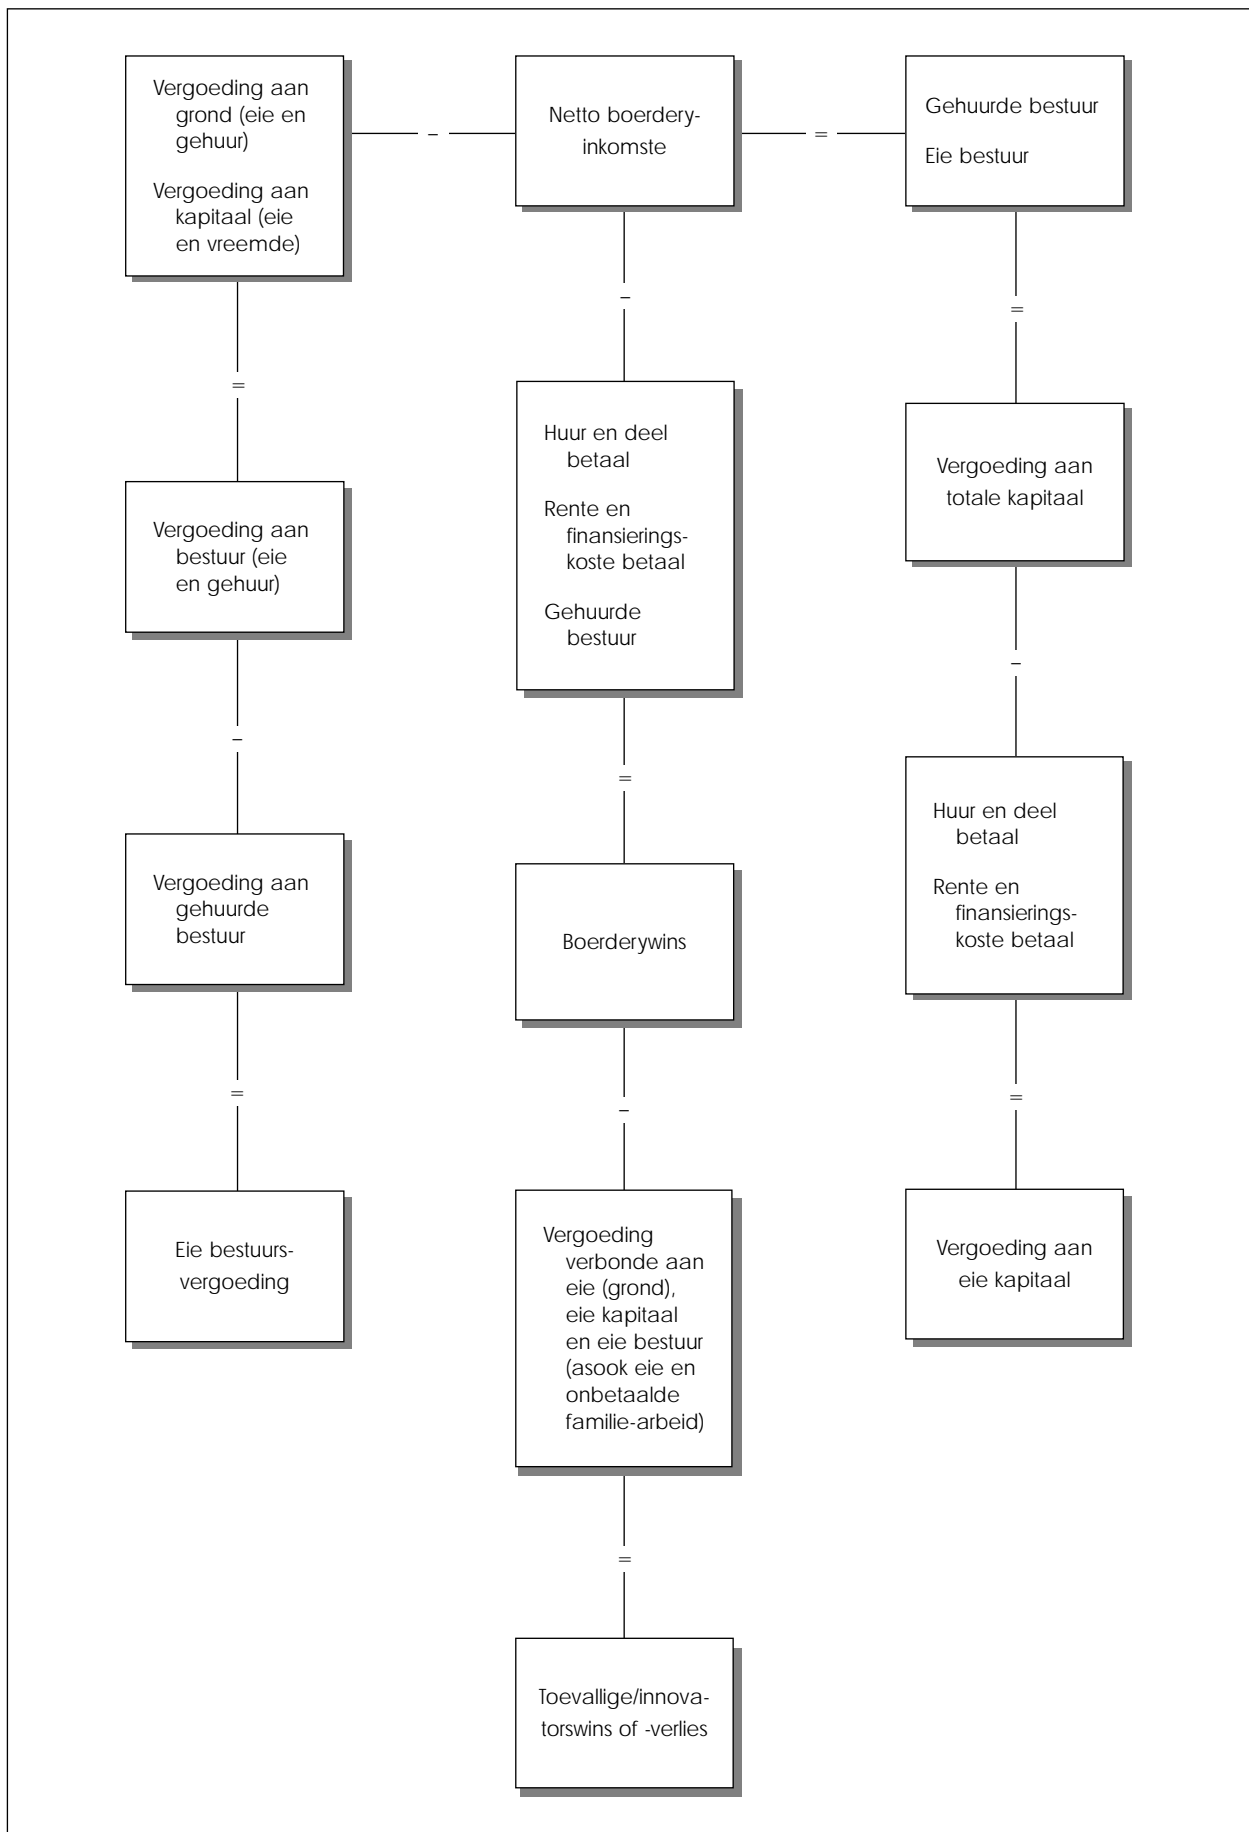 Vergoeding aan
grond (eie en
gehuur)
Vergoeding aan
kapitaal (eie
en vreemde)
–
Netto boerdery-
inkomste
=
Gehuurde bestuur
Eie bestuur
=
Vergoeding aan
bestuur (eie
en gehuur)
–
Vergoeding aan
gehuurde
bestuur
=
Eie bestuurs-
vergoeding
–
Huur en deel
betaal
Rente en
finansierings-
koste betaal
Gehuurde
bestuur
=
Boerderywins
–
Vergoeding
verbonde aan
eie (grond),
eie kapitaal
en eie bestuur
(asook eie en
onbetaalde
familie-arbeid)
=
Toevallige/innova-
torswins of -verlies
=
Vergoeding aan
totale kapitaal
–
Huur en deel
betaal
Rente en
finansierings-
koste betaal
=
Vergoeding aan
eie kapitaal